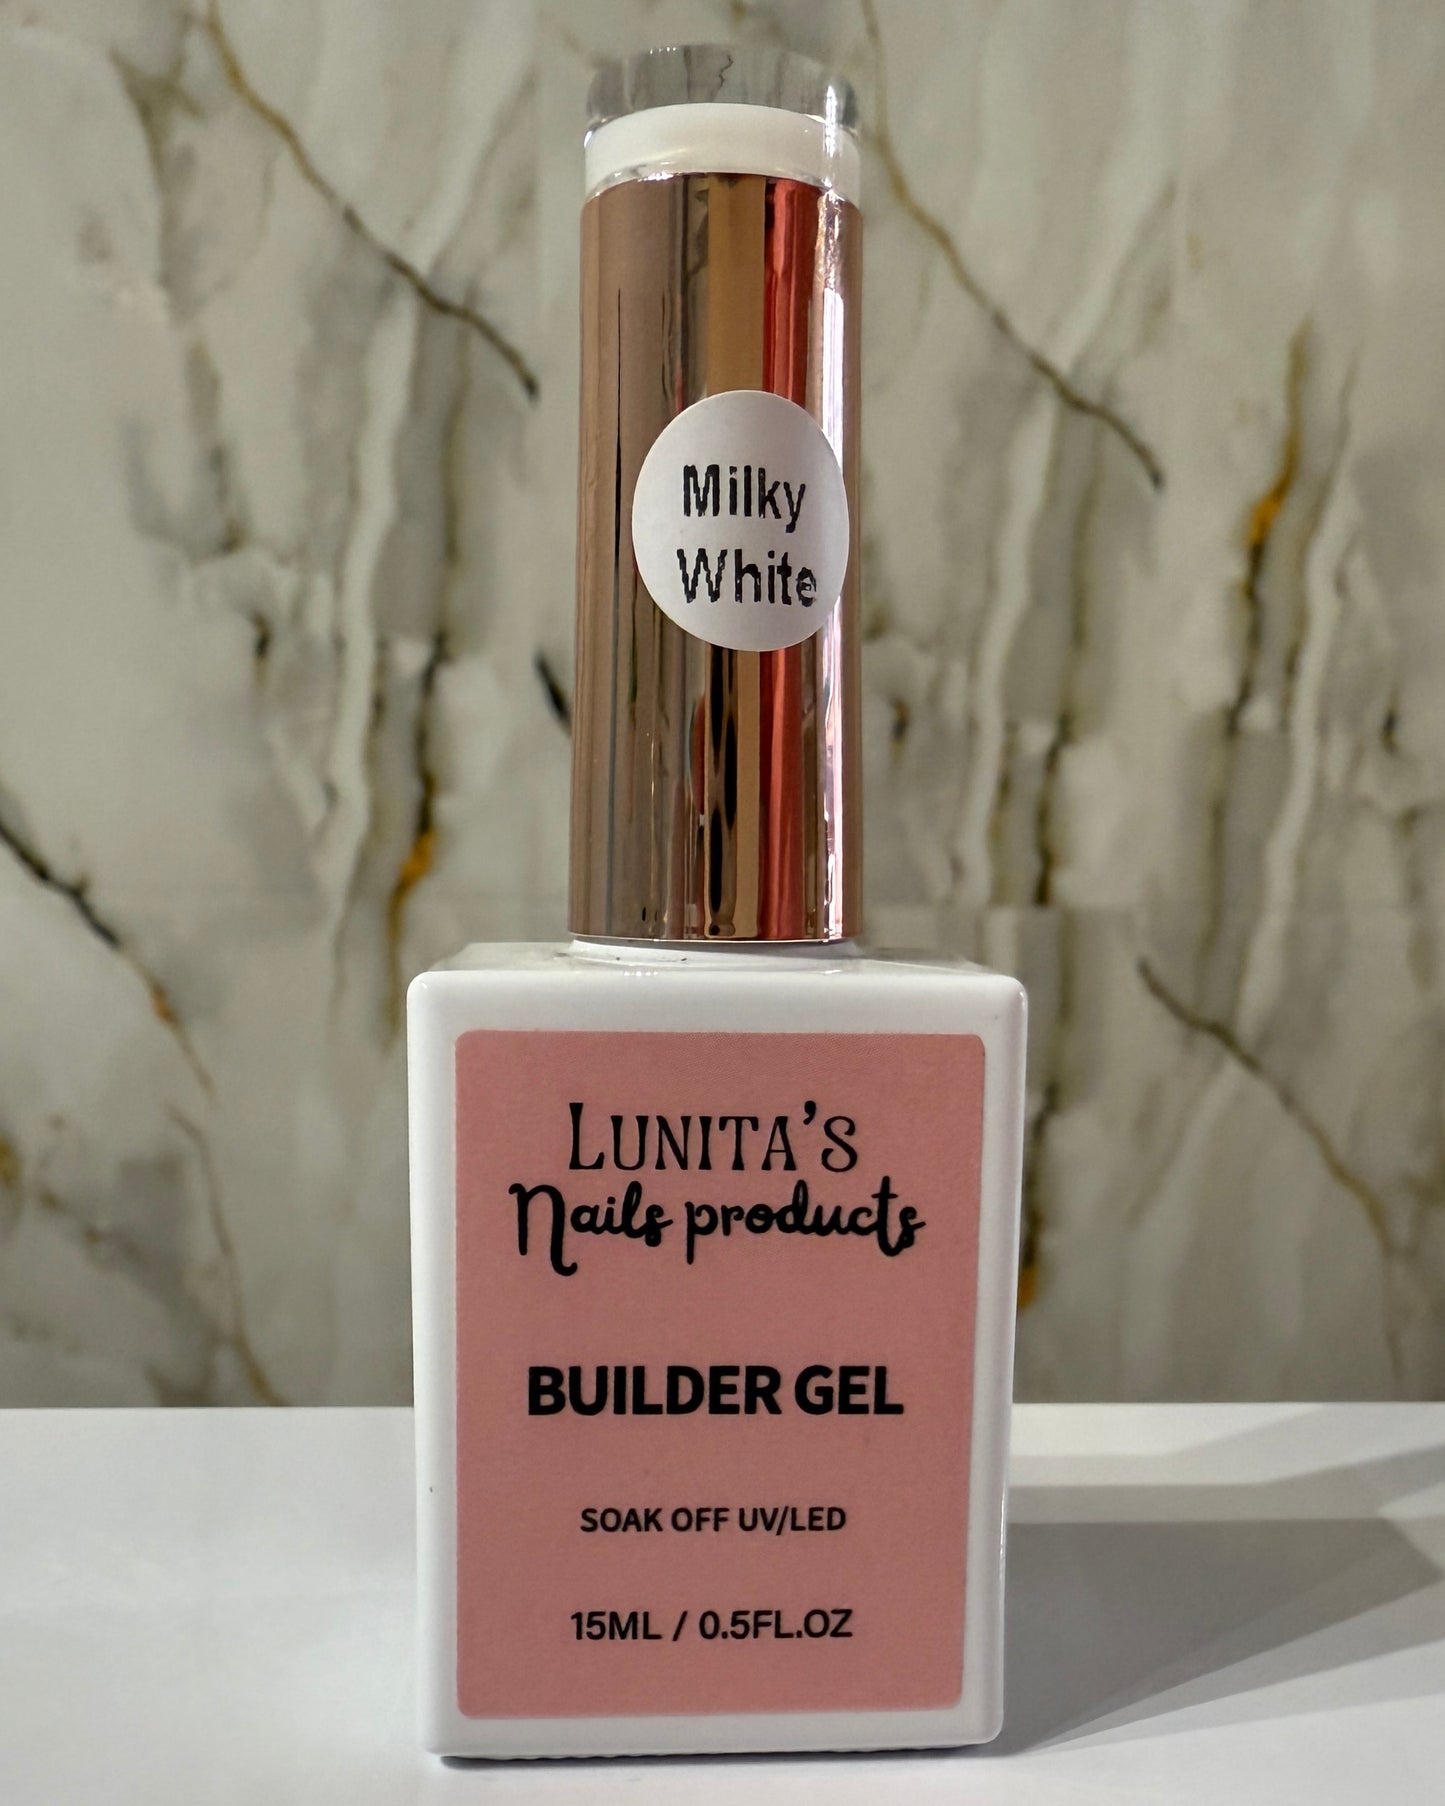 Milky
White
LUNITA'S
Nails products
BUILDER GEL
SOAK OFF UV/LED
15ML / 0.5FL.OZ